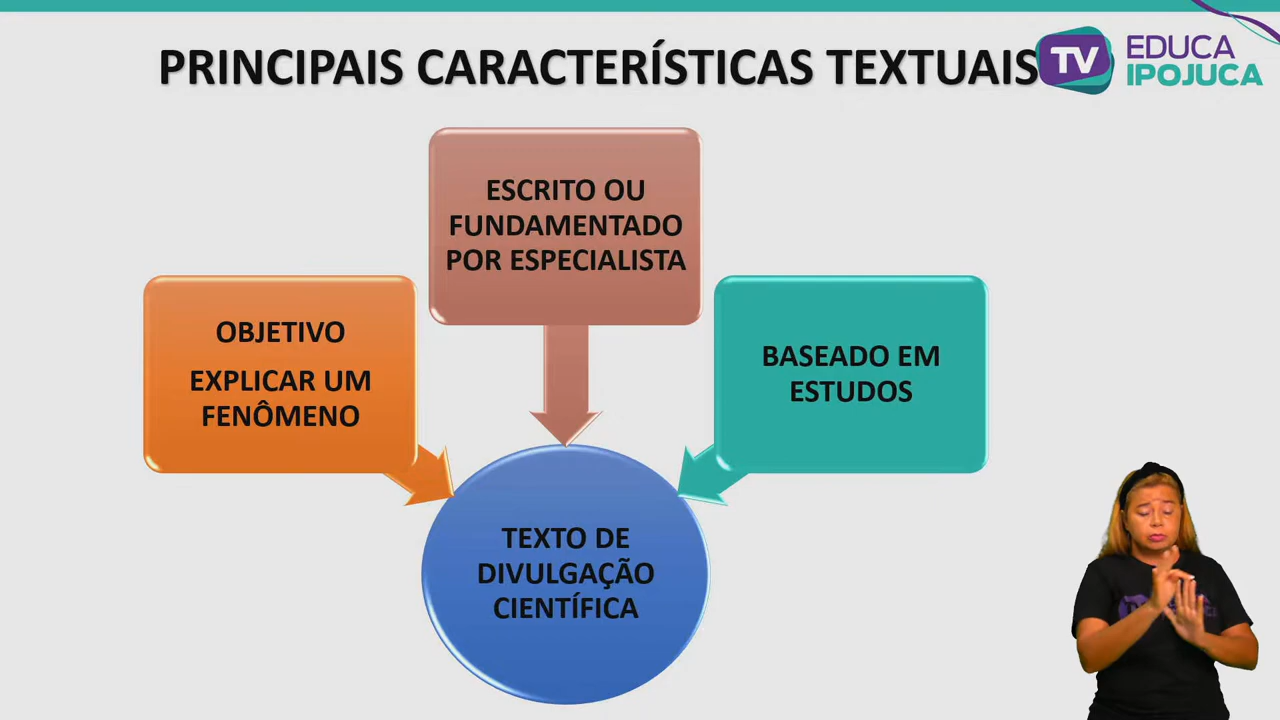 PRINCIPAIS CARACTERÍSTICAS TEXTUAIS
TV
EDUCA
IPOJUCA
ESCRITO OU
FUNDAMENTADO
POR ESPECIALISTA
OBJETIVO
EXPLICAR UM
FENÔMENO
BASEADO EM
ESTUDOS
TEXTO DE
DIVULGAÇÃO
CIENTÍFICA